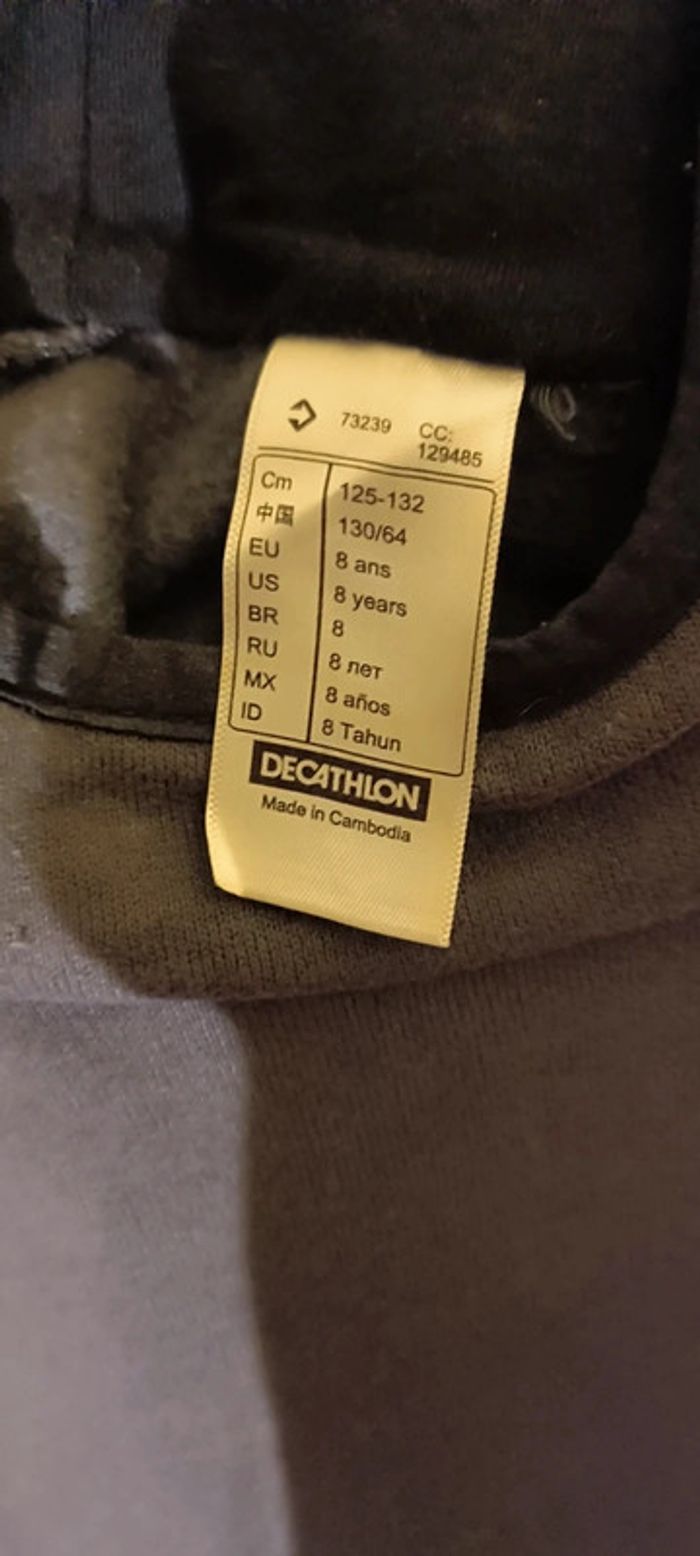 73239 CC:
129485
Cm 125-132
中国 130/64
EU 8 ans
US 8 years
BR 8
RU 8 лет
MX 8 años
ID 8 Tahun
DECATHLON
Made in Cambodia